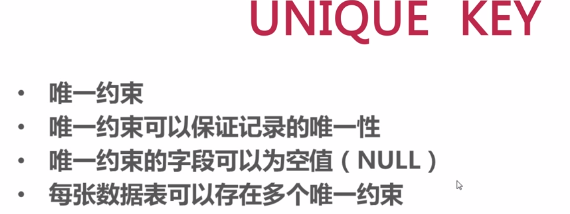 UNIQUE KEY
• 唯一约束
• 唯一约束可以保证记录的唯一性
• 唯一约束的字段可以为空值（NULL）
• 每张数据表可以存在多个唯一约束